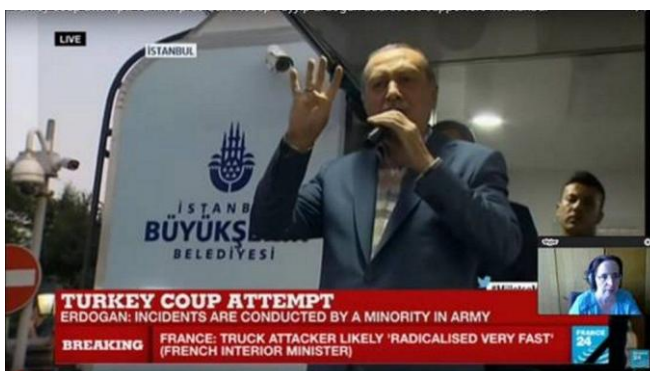 LIVE
İSTANBUL
İSTANB
BÜYÜKŞE
BELEDİYESİ
TURKEY COUP ATTEMPT
ERDOGAN: INCIDENTS ARE CONDUCTED BY A MINORITY IN ARMY
BREAKING
FRANCE: TRUCK ATTACKER LIKELY 'RADICALISED VERY FAST'
(FRENCH INTERIOR MINISTER)
FRANCE
24